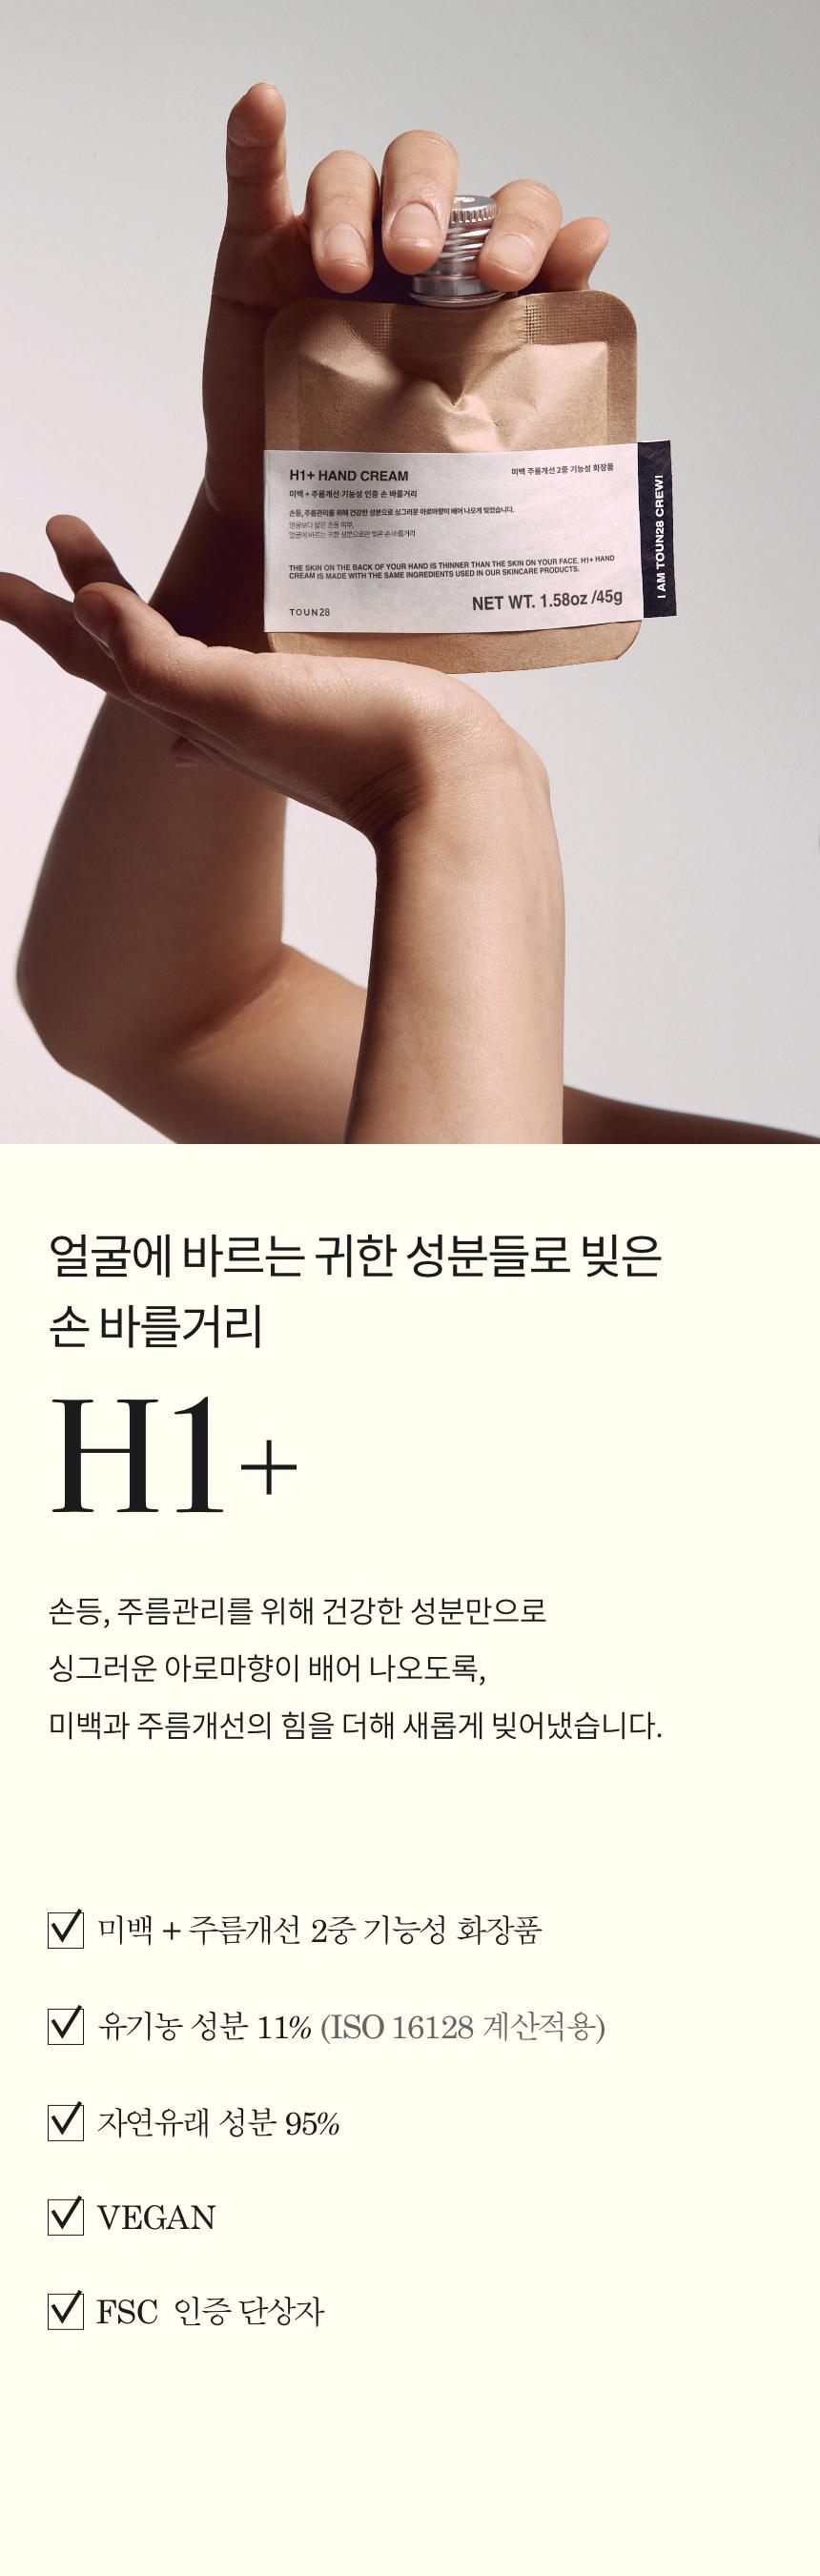 H1+ HAND CREAM
미백 주름개선 2중 기능성 화장품
미백 + 주름개선 기능성 인증 손 바를거리
손등, 주름관리를 위해 건강한 성분으로 싱그러운 아로마향이 배어 나오게 빚었습니다.
얼굴보다 얇은 손등 피부,
얼굴에 바르는 귀한 성분으로만 빚은 손 바를거리
THE SKIN ON THE BACK OF YOUR HAND IS THINNER THAN THE SKIN ON YOUR FACE. H1+ HAND
CREAM IS MADE WITH THE SAME INGREDIENTS USED IN OUR SKINCARE PRODUCTS.
TOUN28
NET WT. 1.58oz /45g
I AM TOUN28 CREW!
얼굴에 바르는 귀한 성분들로 빚은
손 바를거리
H1+
손등, 주름관리를 위해 건강한 성분만으로
싱그러운 아로마향이 배어 나오도록,
미백과 주름개선의 힘을 더해 새롭게 빚어냈습니다.
미백 + 주름개선 2중 기능성 화장품
유기농 성분 11% (ISO 16128 계산적용)
자연유래 성분 95%
VEGAN
FSC 인증 단상자